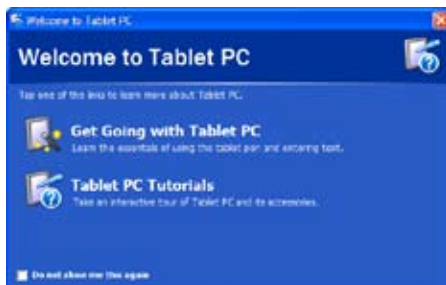 Welcome to Tablet PC
Welcome to Tablet PC
Tap one of the links to learn more about Tablet PC.
Get Going with Tablet PC
Learn the essentials of using the tablet pen and entering text.
Tablet PC Tutorials
Take an interactive tour of Tablet PC and its accessories.
Do not show me this again